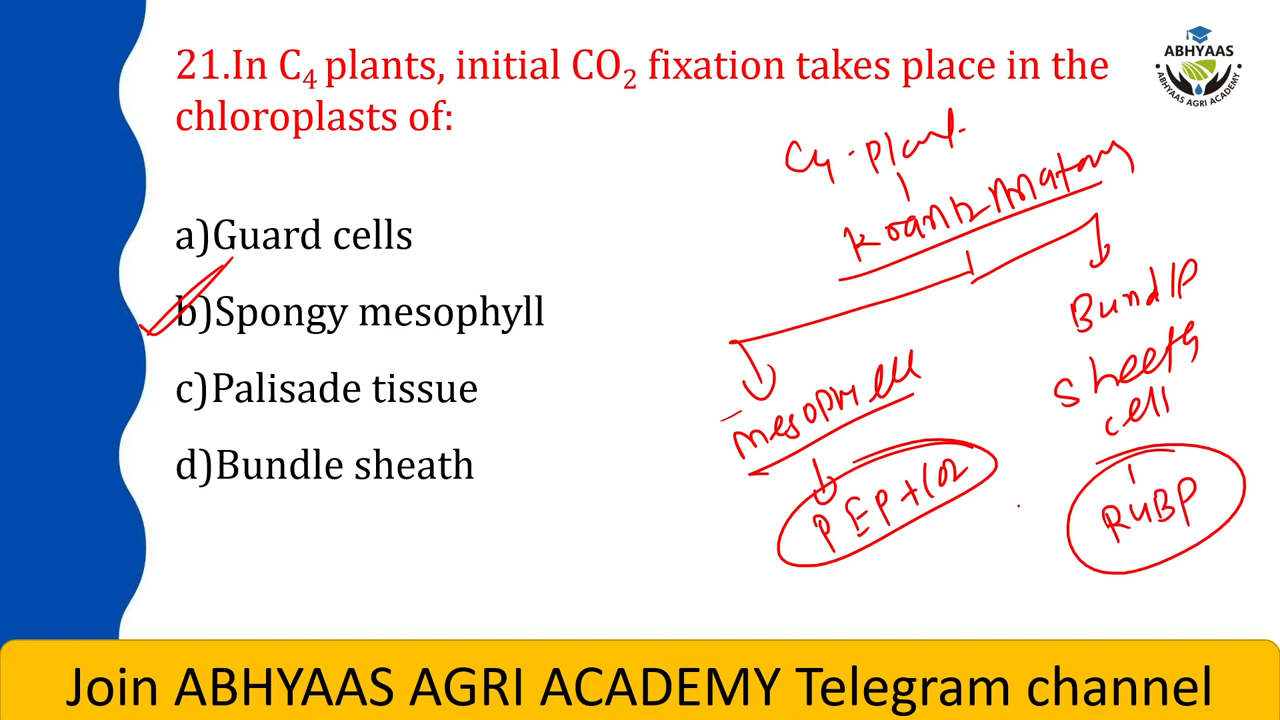 ABHYAAS
ABHYAAS AGRI ACADEMY
21.In C₄ plants, initial CO₂ fixation takes place in the
chloroplasts of:
a)Guard cells
b)Spongy mesophyll
c)Palisade tissue
d)Bundle sheath
C4 - Plant
Krantz Anatomy
Bundle
sheeth
cell
mesophyll
PEP + CO2
RUBP
Join ABHYAAS AGRI ACADEMY Telegram channel